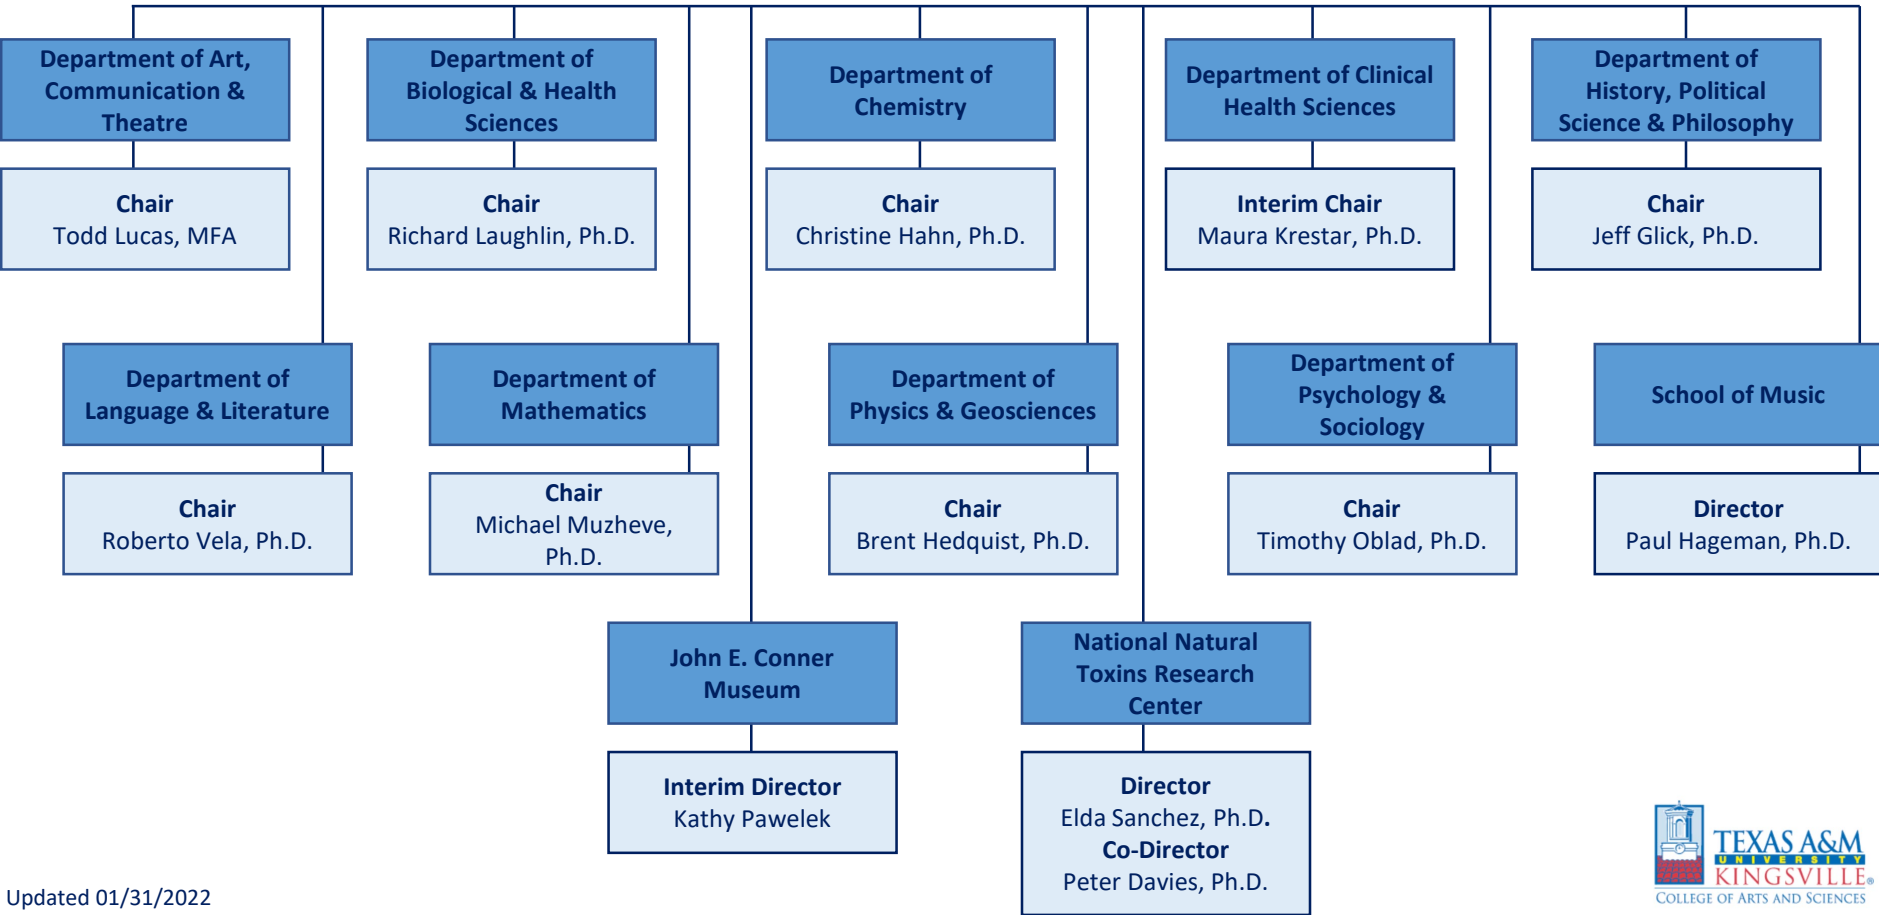 Department of Art,
Communication &
Theatre
Chair
Todd Lucas, MFA
Department of
Biological & Health
Sciences
Chair
Richard Laughlin, Ph.D.
Department of
Chemistry
Chair
Christine Hahn, Ph.D.
Department of Clinical
Health Sciences
Interim Chair
Maura Krestar, Ph.D.
Department of
History, Political
Science & Philosophy
Chair
Jeff Glick, Ph.D.
Department of
Language & Literature
Chair
Roberto Vela, Ph.D.
Department of
Mathematics
Chair
Michael Muzheve,
Ph.D.
Department of
Physics & Geosciences
Chair
Brent Hedquist, Ph.D.
Department of
Psychology &
Sociology
Chair
Timothy Oblad, Ph.D.
School of Music
Director
Paul Hageman, Ph.D.
John E. Conner
Museum
Interim Director
Kathy Pawelek
National Natural
Toxins Research
Center
Director
Elda Sanchez, Ph.D.
Co-Director
Peter Davies, Ph.D.
Updated 01/31/2022
TEXAS A&M
UNIVERSITY
KINGSVILLE®
COLLEGE OF ARTS AND SCIENCES